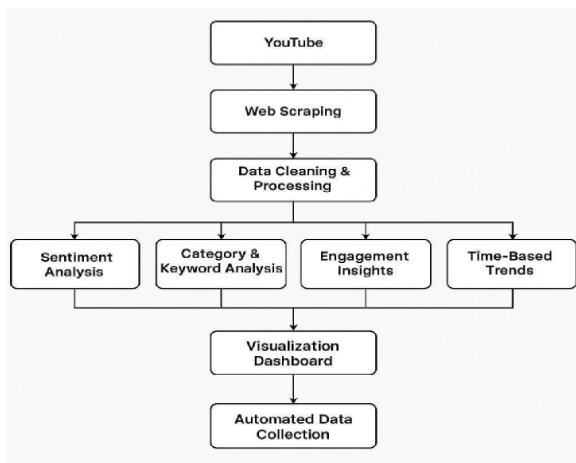 YouTube
Web Scraping
Data Cleaning &
Processing
Sentiment
Analysis
Category &
Keyword Analysis
Engagement
Insights
Time-Based
Trends
Visualization
Dashboard
Automated Data
Collection